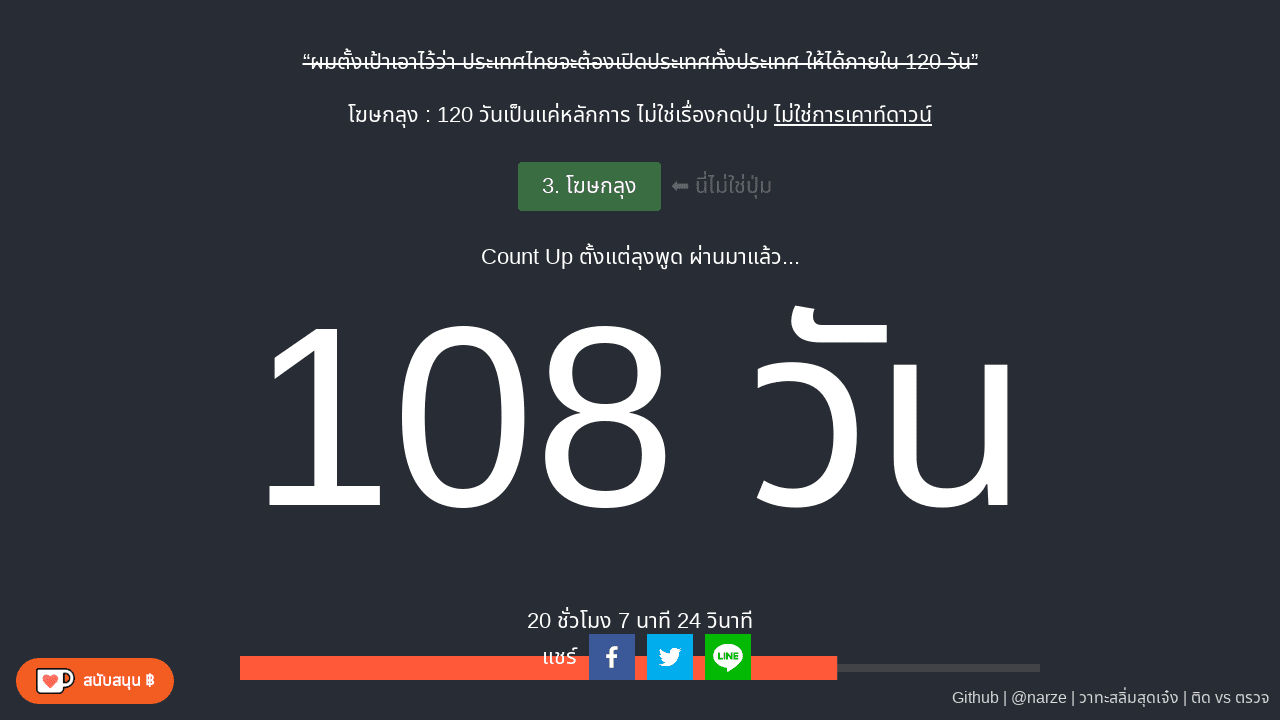 “ผมตั้งเป้าเอาไว้ว่า ประเทศไทยจะต้องเปิดประเทศทั้งประเทศ ให้ได้ภายใน 120 วัน”
โฆษกลุง : 120 วันเป็นแค่หลักการ ไม่ใช่เรื่องกดปุ่ม ไม่ใช่การเคาท์ดาวน์
3. โฆษกลุง ⬅ นี่ไม่ใช่ปุ่ม
Count Up ตั้งแต่ลุงพูด ผ่านมาแล้ว...
108 วัน
20 ชั่วโมง 7 นาที 24 วินาที
แชร์ LINE
สนับสนุน ฿
Github | @narze | วาทะสลิ่มสุดเจ๋ง | ติด vs ตรวจ